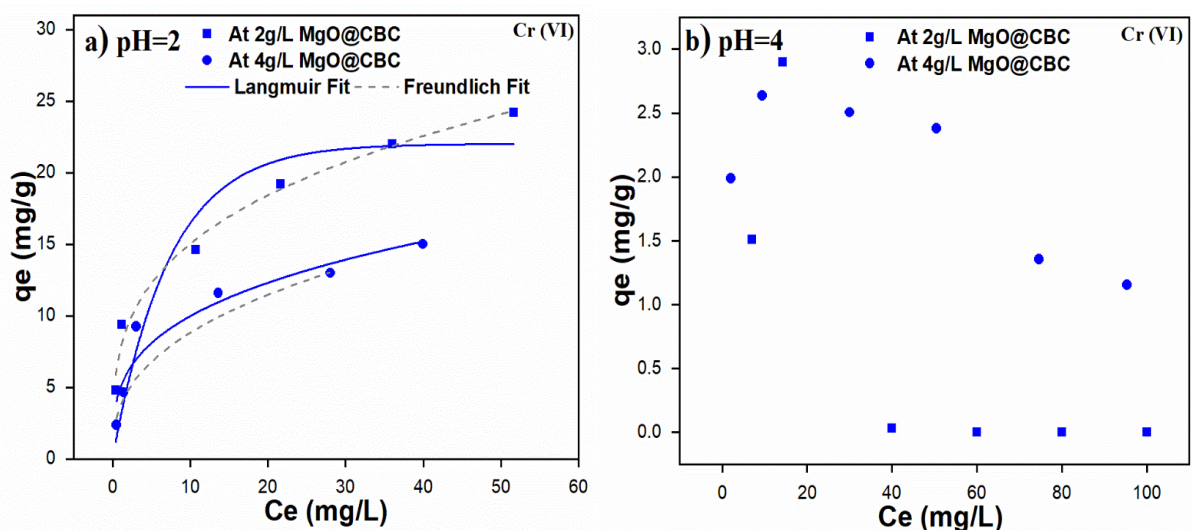 a) pH=2
Cr (VI)
At 2g/L MgO@CBC
At 4g/L MgO@CBC
Langmuir Fit
Freundlich Fit
30
25
20
15
10
5
0
qe (mg/g)
0 10 20 30 40 50 60
Ce (mg/L)
b) pH=4
Cr (VI)
At 2g/L MgO@CBC
At 4g/L MgO@CBC
3.0
2.5
2.0
1.5
1.0
0.5
0.0
qe (mg/g)
0 20 40 60 80 100
Ce (mg/L)